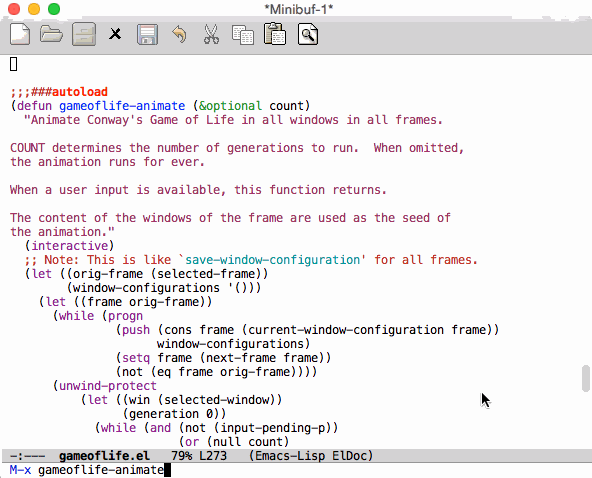 *Minibuf-1*
;;;###autoload
(defun gameoflife-animate (&optional count)
  "Animate Conway's Game of Life in all windows in all frames.
COUNT determines the number of generations to run.  When omitted,
the animation runs for ever.
When a user input is available, this function returns.
The content of the windows of the frame are used as the seed of
the animation."
  (interactive)
  ;; Note: This is like `save-window-configuration' for all frames.
  (let ((orig-frame (selected-frame))
        (window-configurations '()))
    (let ((frame orig-frame))
      (while (progn
               (push (cons frame (current-window-configuration frame))
                     window-configurations)
               (setq frame (next-frame frame))
               (not (eq frame orig-frame))))
      (unwind-protect
          (let ((win (selected-window))
                (generation 0))
            (while (and (not (input-pending-p))
                        (or (null count)
-:---  gameoflife.el   79% L273   (Emacs-Lisp ElDoc)
M-x gameoflife-animate